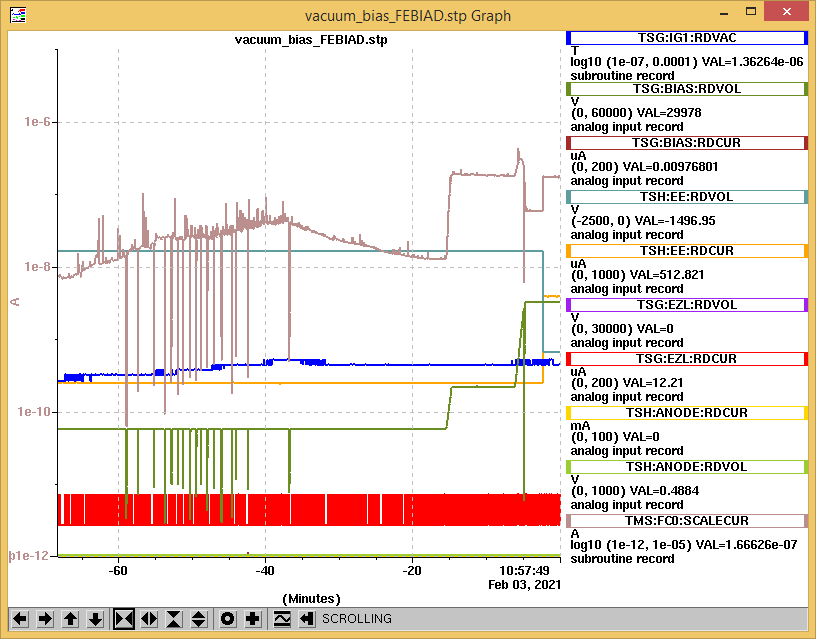 vacuum_bias_FEBIAD.stp Graph
vacuum_bias_FEBIAD.stp
1e-6
1e-8
A
1e-10
1e-12
-60
-40
-20
10:57:49
Feb 03, 2021
(Minutes)
TSG:IG1:RDVAC
T
log10 (1e-07, 0.0001) VAL=1.36264e-06
subroutine record
TSG:BIAS:RDVOL
V
(0, 60000) VAL=29978
analog input record
TSG:BIAS:RDCUR
uA
(0, 200) VAL=0.00976801
analog input record
TSH:EE:RDVOL
V
(-2500, 0) VAL=-1496.95
analog input record
TSH:EE:RDCUR
uA
(0, 1000) VAL=512.821
analog input record
TSG:EZL:RDVOL
V
(0, 30000) VAL=0
analog input record
TSG:EZL:RDCUR
uA
(0, 200) VAL=12.21
analog input record
TSH:ANODE:RDCUR
mA
(0, 100) VAL=0
analog input record
TSH:ANODE:RDVOL
V
(0, 1000) VAL=0.4884
analog input record
TMS:FC0:SCALECUR
A
log10 (1e-12, 1e-05) VAL=1.66626e-07
subroutine record
SCROLLING